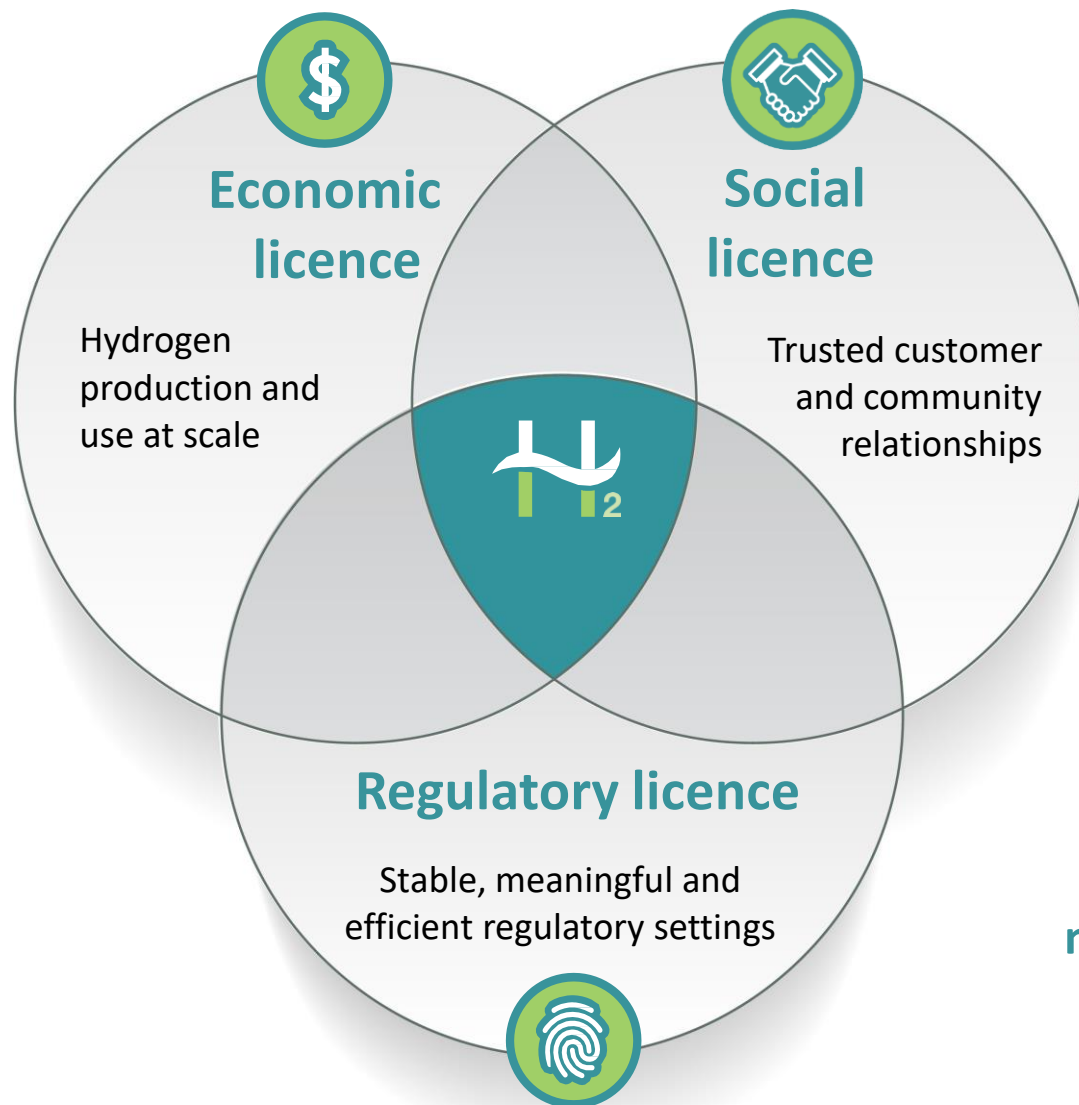 $
Economic
licence
Hydrogen
production and
use at scale
Social
licence
Trusted customer
and community
relationships
H2
Regulatory licence
Stable, meaningful and
efficient regulatory settings